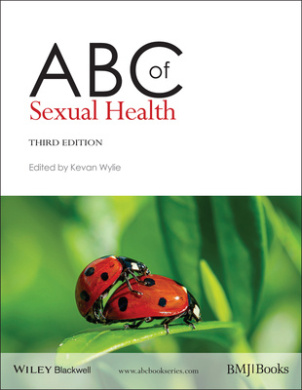 ABC of
Sexual Health
THIRD EDITION
Edited by Kevan Wylie
WILEY Blackwell
www.abcbookseries.com
BMJ|Books